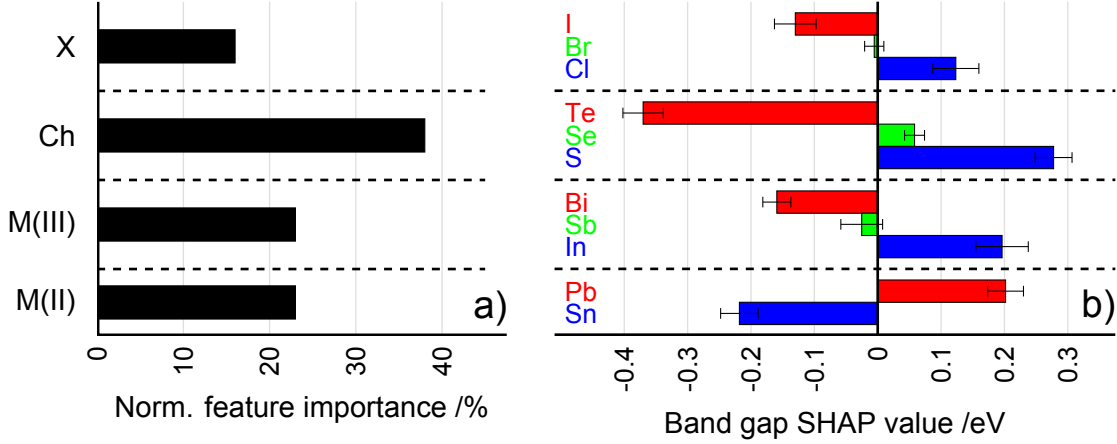 X
Ch
M(III)
M(II)
a)
0
10
20
30
40
Norm. feature importance /%
I
Br
Cl
Te
Se
S
Bi
Sb
In
Pb
Sn
b)
-0.4
-0.3
-0.2
-0.1
0
0.1
0.2
0.3
Band gap SHAP value /eV